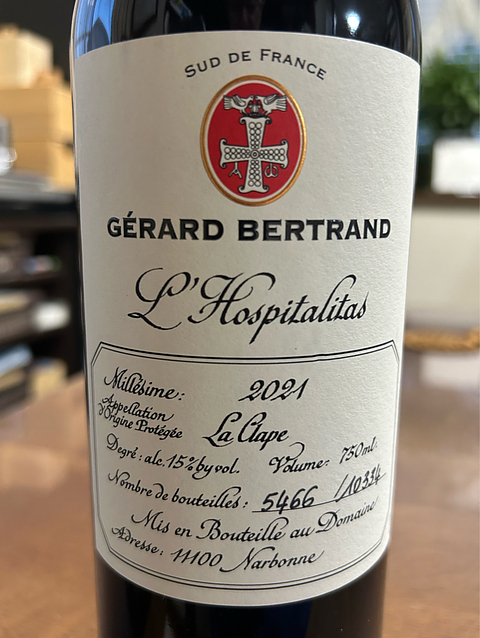 SUD DE FRANCE
A W
GÉRARD BERTRAND
L'Hospitalitas
Millésime: 2021
Appellation
d'Origine Protégée La Clape
Degré: alc. 15% by vol. Volume: 750ml.
Nombre de bouteilles: 5466 /10334
Mis en Bouteille au Domaine
Adresse: 11100 Narbonne